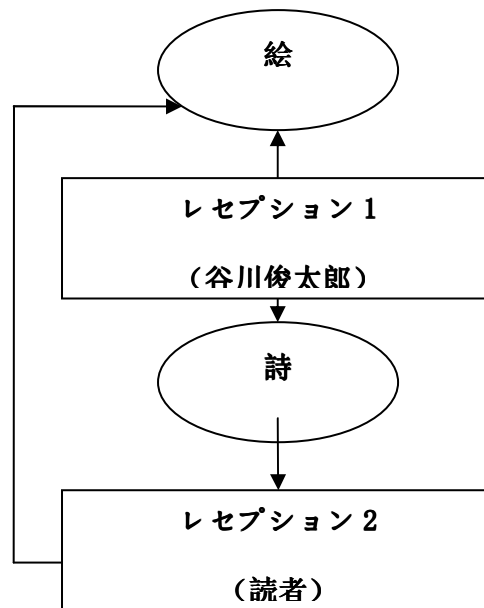 絵
レセプション1
（谷川俊太郎）
詩
レセプション2
（読者）